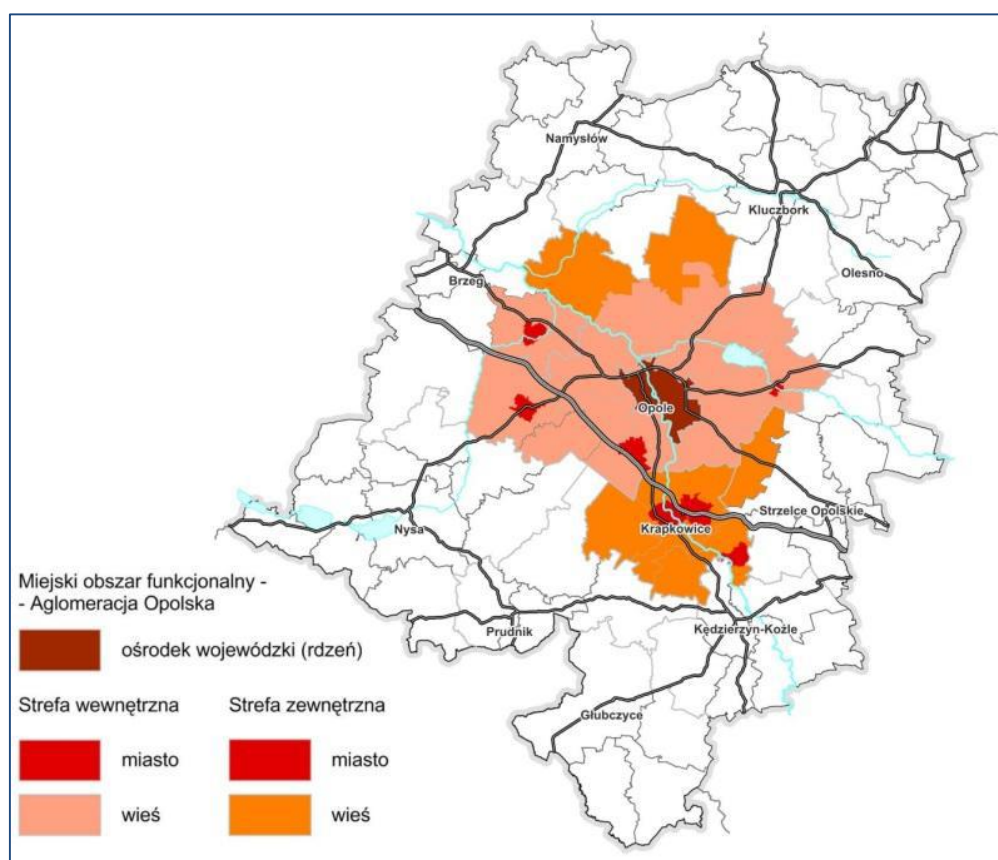 Namysłów
Kluczbork
Olesno
Brzeg
Opole
Strzelce Opolskie
Krapkowice
Nysa
Prudnik
Kędzierzyn-Koźle
Głubczyce
Miejski obszar funkcjonalny -
- Aglomeracja Opolska
ośrodek wojewódzki (rdzeń)
Strefa wewnętrzna
Strefa zewnętrzna
miasto
miasto
wieś
wieś